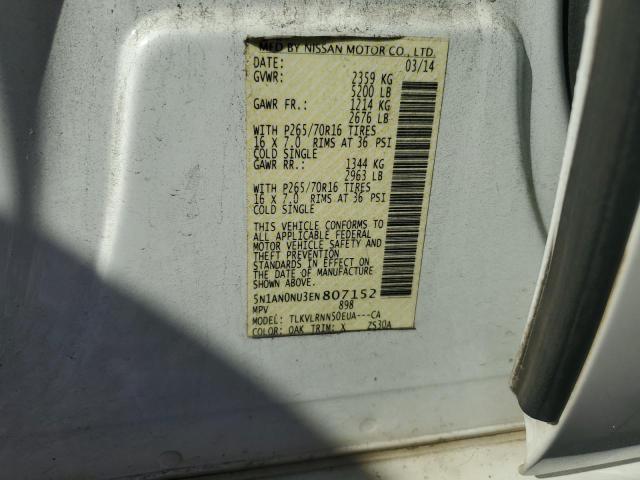 MFD BY NISSAN MOTOR CO., LTD.
DATE: 03/14
GVWR: 2359 KG
5200 LB
GAWR FR.: 1214 KG
2676 LB
WITH P265/70R16 TIRES
16 X 7.0 RIMS AT 36 PSI
COLD SINGLE
GAWR RR.: 1344 KG
2963 LB
WITH P265/70R16 TIRES
16 X 7.0 RIMS AT 36 PSI
COLD SINGLE
THIS VEHICLE CONFORMS TO
ALL APPLICABLE FEDERAL
MOTOR VEHICLE SAFETY AND
THEFT PREVENTION
STANDARDS IN EFFECT ON
THE DATE OF MANUFACTURE
SHOWN ABOVE.
5N1AN0NU3EN807152
MPV 898
MODEL: TLKVLRNN50EUA---CA
COLOR: QAK TRIM: X ZS30A